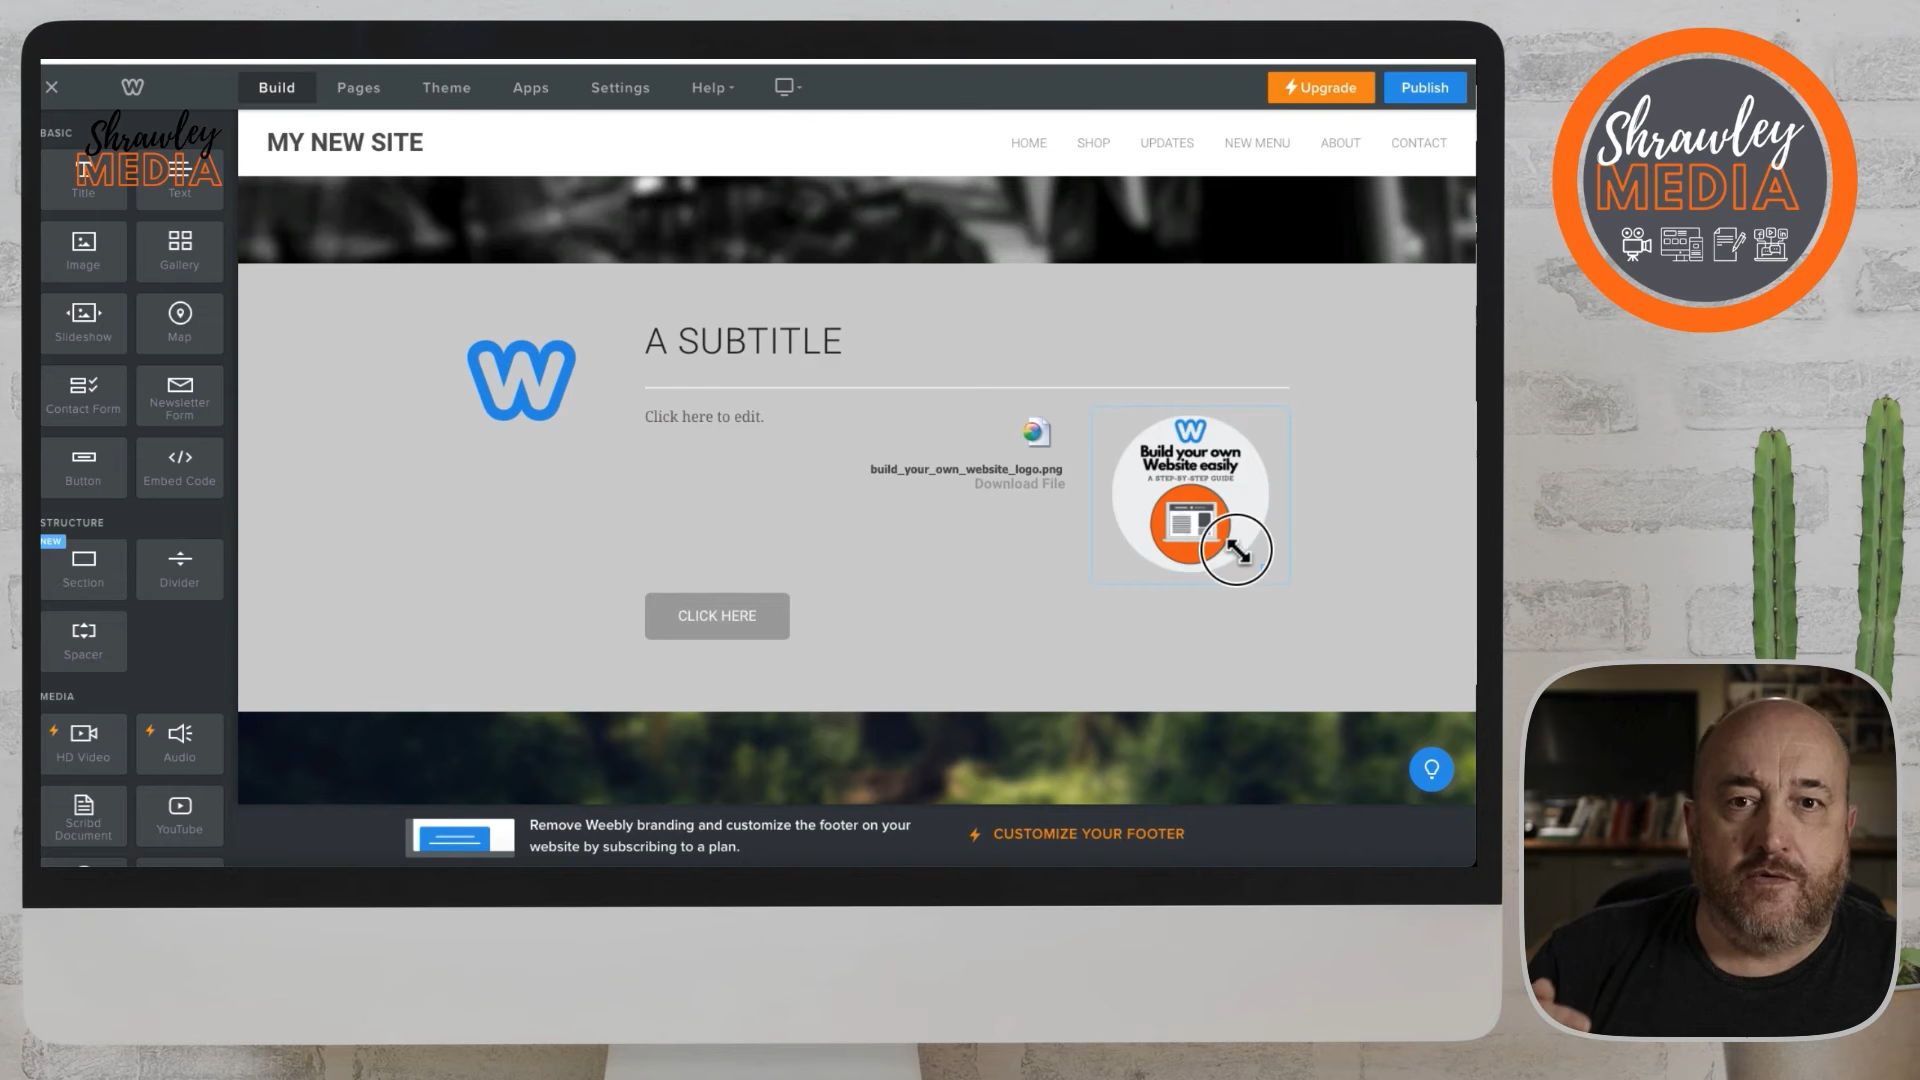 Build
Pages
Theme
Apps
Settings
Help
Upgrade
Publish
BASIC
Shrawley
MEDIA
Title
Text
Image
Gallery
Slideshow
Map
Contact Form
Newsletter
Form
Button
Embed Code
STRUCTURE
NEW
Section
Divider
Spacer
MEDIA
HD Video
Audio
Scribd
Document
YouTube
MY NEW SITE
HOME
SHOP
UPDATES
NEW MENU
ABOUT
CONTACT
W
A SUBTITLE
Click here to edit.
build_your_own_website_logo.png
Download File
W
Build your own
Website easily
A STEP-BY-STEP GUIDE
CLICK HERE
Remove Weebly branding and customize the footer on your
website by subscribing to a plan.
CUSTOMIZE YOUR FOOTER
Shrawley
MEDIA